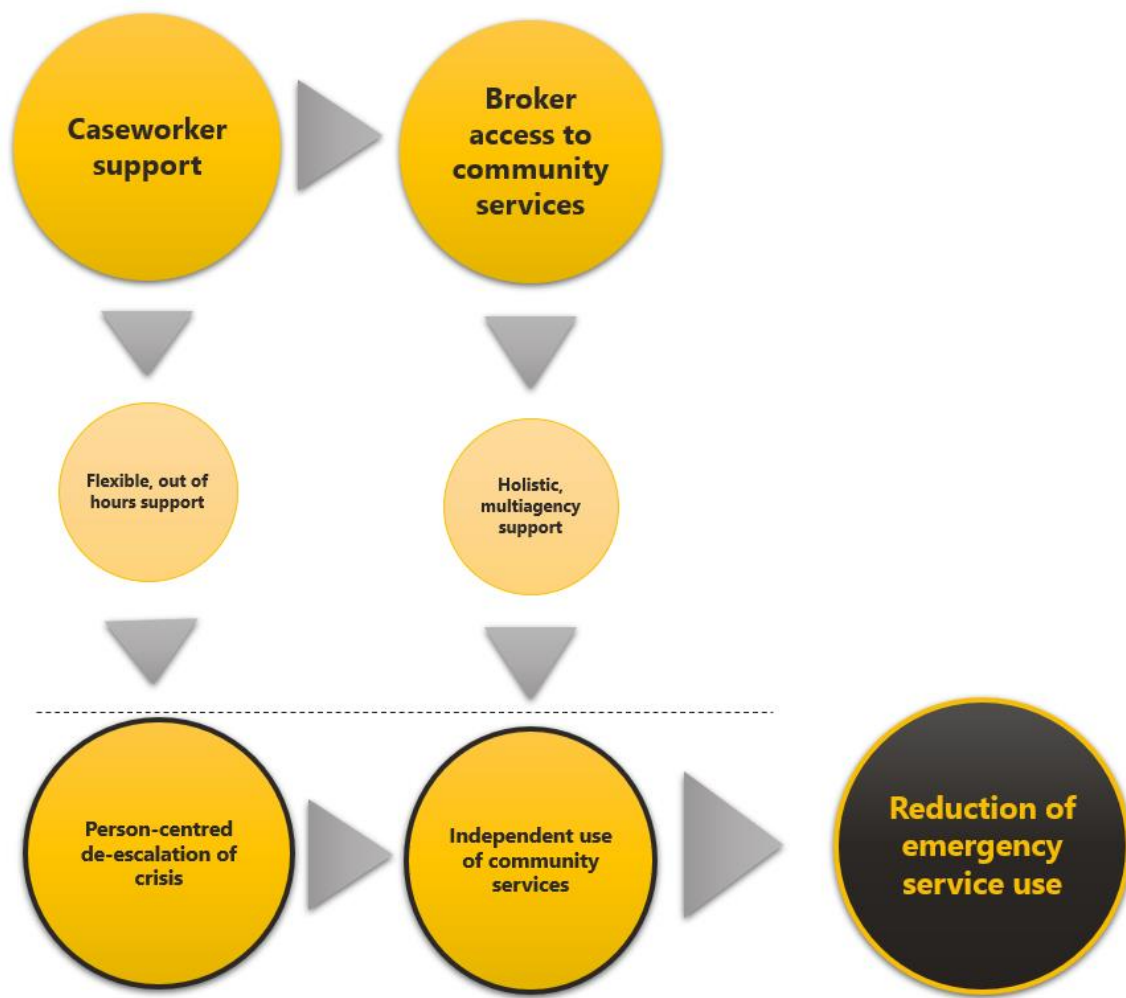 Caseworker
support
Broker
access to
community
services
Flexible, out of
hours support
Holistic,
multiagency
support
Person-centred
de-escalation of
crisis
Independent use
of community
services
Reduction of
emergency
service use